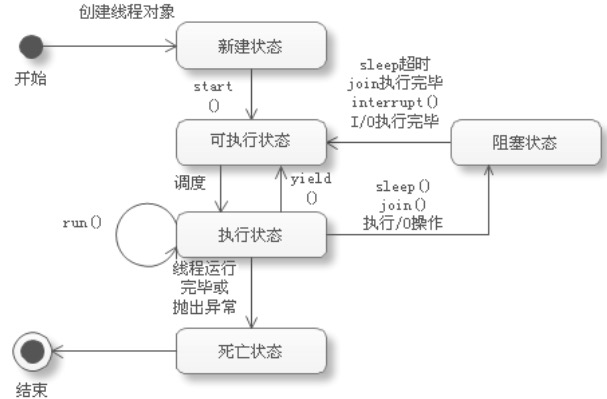 创建线程对象
新建状态
开始
start
()
sleep超时
join执行完毕
interrupt()
I/O执行完毕
可执行状态
阻塞状态
调度
yield
()
sleep()
join()
执行/O操作
run()
执行状态
线程运行
完毕或
抛出异常
死亡状态
结束